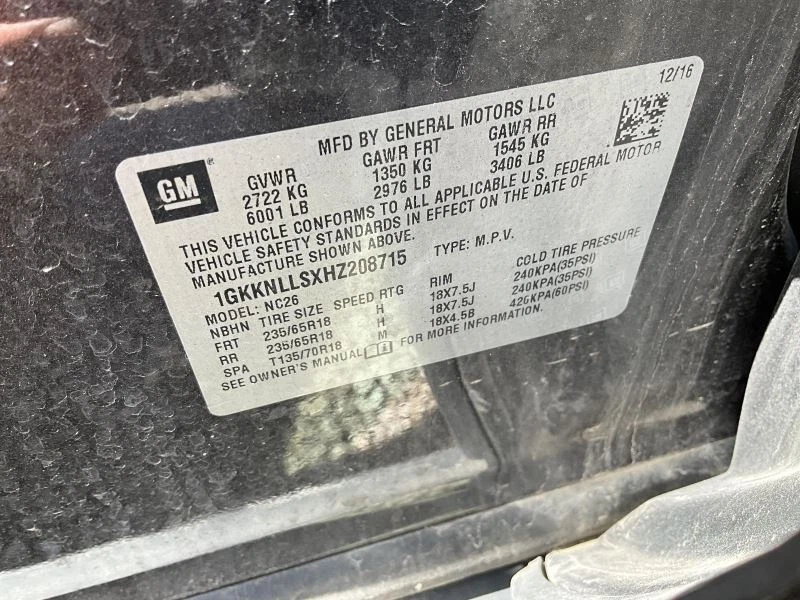 12/16
MFD BY GENERAL MOTORS LLC
GM®
GVWR GAWR FRT GAWR RR
2722 KG 1350 KG 1545 KG
6001 LB 2976 LB 3406 LB
THIS VEHICLE CONFORMS TO ALL APPLICABLE U.S. FEDERAL MOTOR
VEHICLE SAFETY STANDARDS IN EFFECT ON THE DATE OF
MANUFACTURE SHOWN ABOVE.
1GKKNLLSXHZ208715 TYPE: M.P.V.
MODEL: NC26
NBHN TIRE SIZE SPEED RTG RIM COLD TIRE PRESSURE
FRT 235/65R18 H 18X7.5J 240KPA(35PSI)
RR 235/65R18 H 18X7.5J 240KPA(35PSI)
SPA T135/70R18 M 18X4.5B 420KPA(60PSI)
SEE OWNER'S MANUAL FOR MORE INFORMATION.